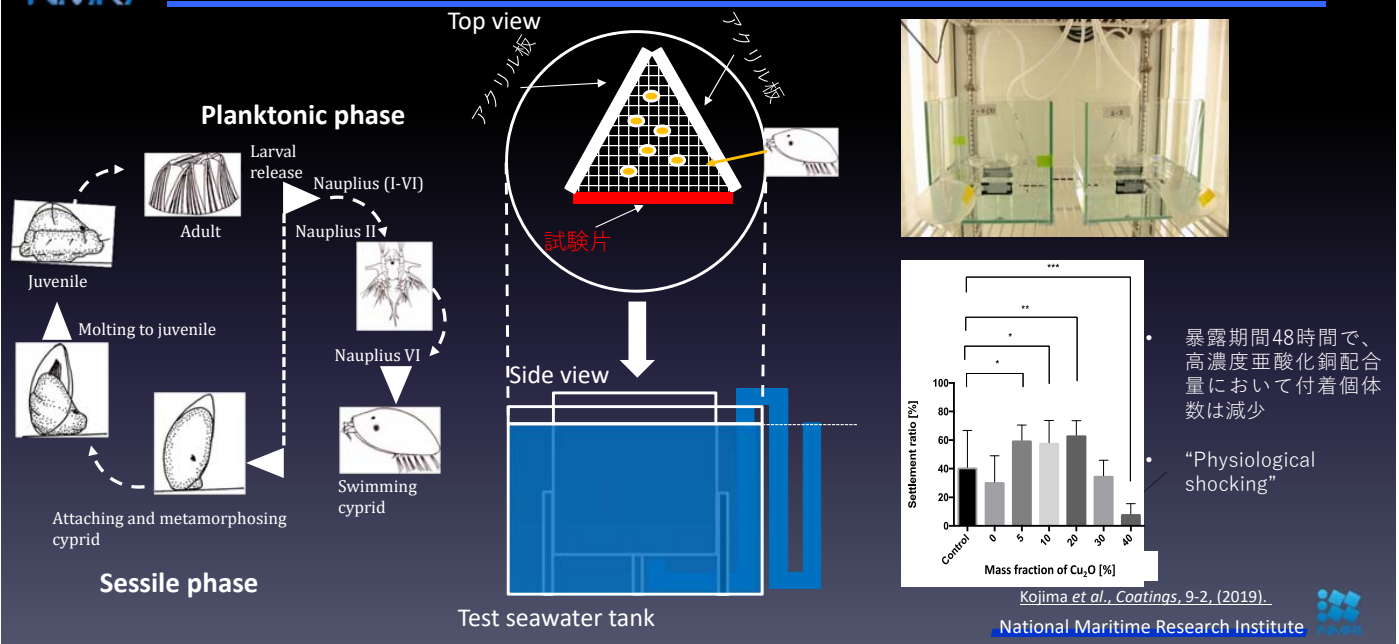 NMRI
Top view
アクリル板
アクリル板
試験片
Planktonic phase
Larval
release
Nauplius (I-VI)
Nauplius II
Nauplius VI
Swimming
cyprid
Adult
Juvenile
Molting to juvenile
Attaching and metamorphosing
cyprid
Sessile phase
Side view
Test seawater tank
***
**
*
*
Settlement ratio [%]
100
80
60
40
20
0
Control
0
5
10
20
30
40
Mass fraction of Cu₂O [%]
• 暴露期間48時間で、
高濃度亜酸化銅配合
量において付着個体
数は減少
• “Physiological
shocking”
Kojima et al., Coatings, 9-2, (2019).
National Maritime Research Institute
NMRI